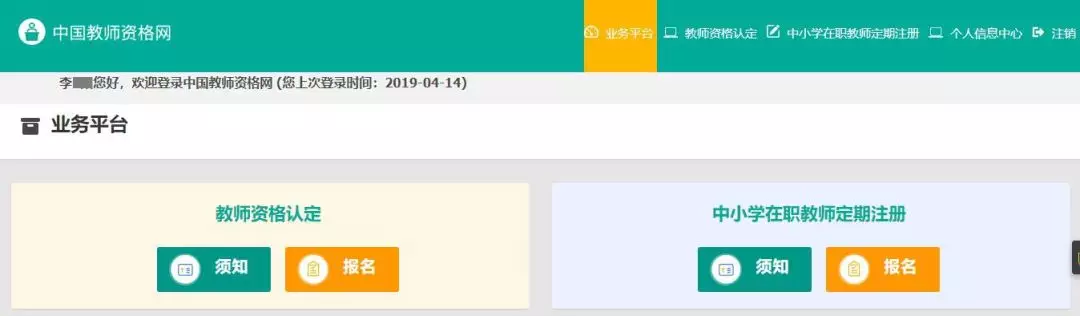 中国教师资格网
业务平台 教师资格认定 中小学在职教师定期注册 个人信息中心 注销
李 您好，欢迎登录中国教师资格网 (您上次登录时间：2019-04-14)
业务平台
教师资格认定
须知 报名
中小学在职教师定期注册
须知 报名